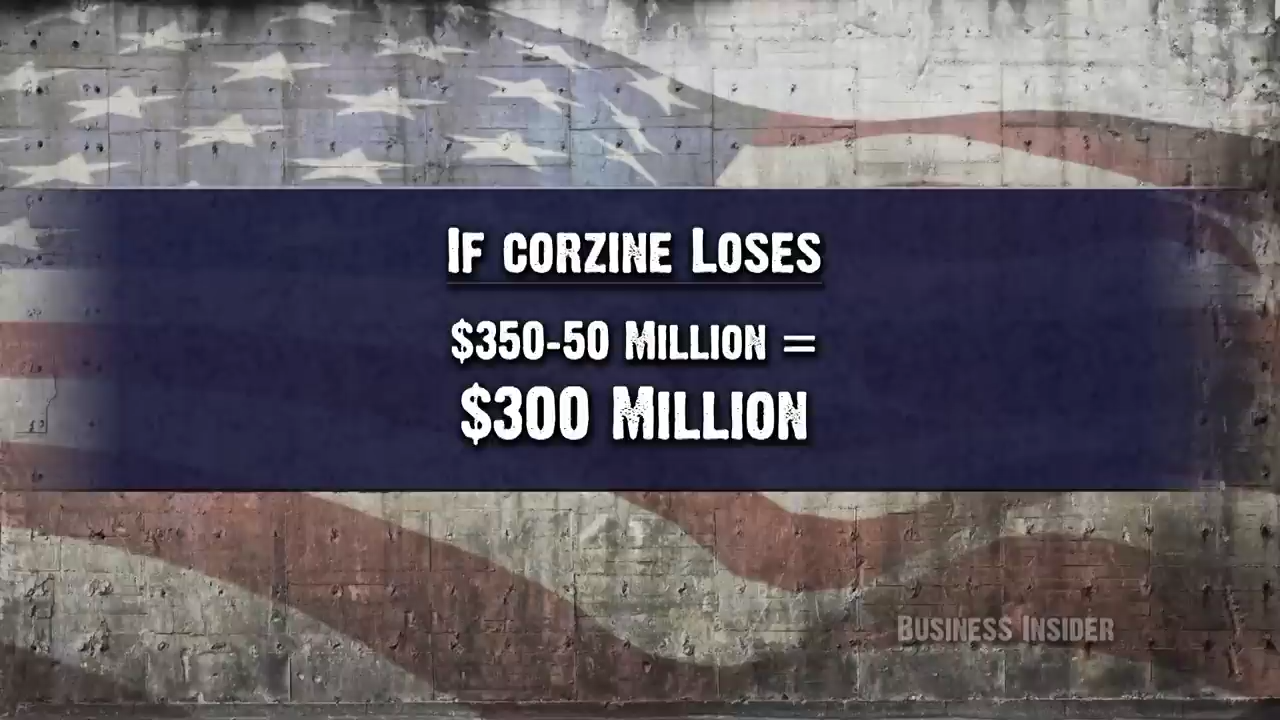 If corzine Loses
$350-50 Million =
$300 Million
Business Insider